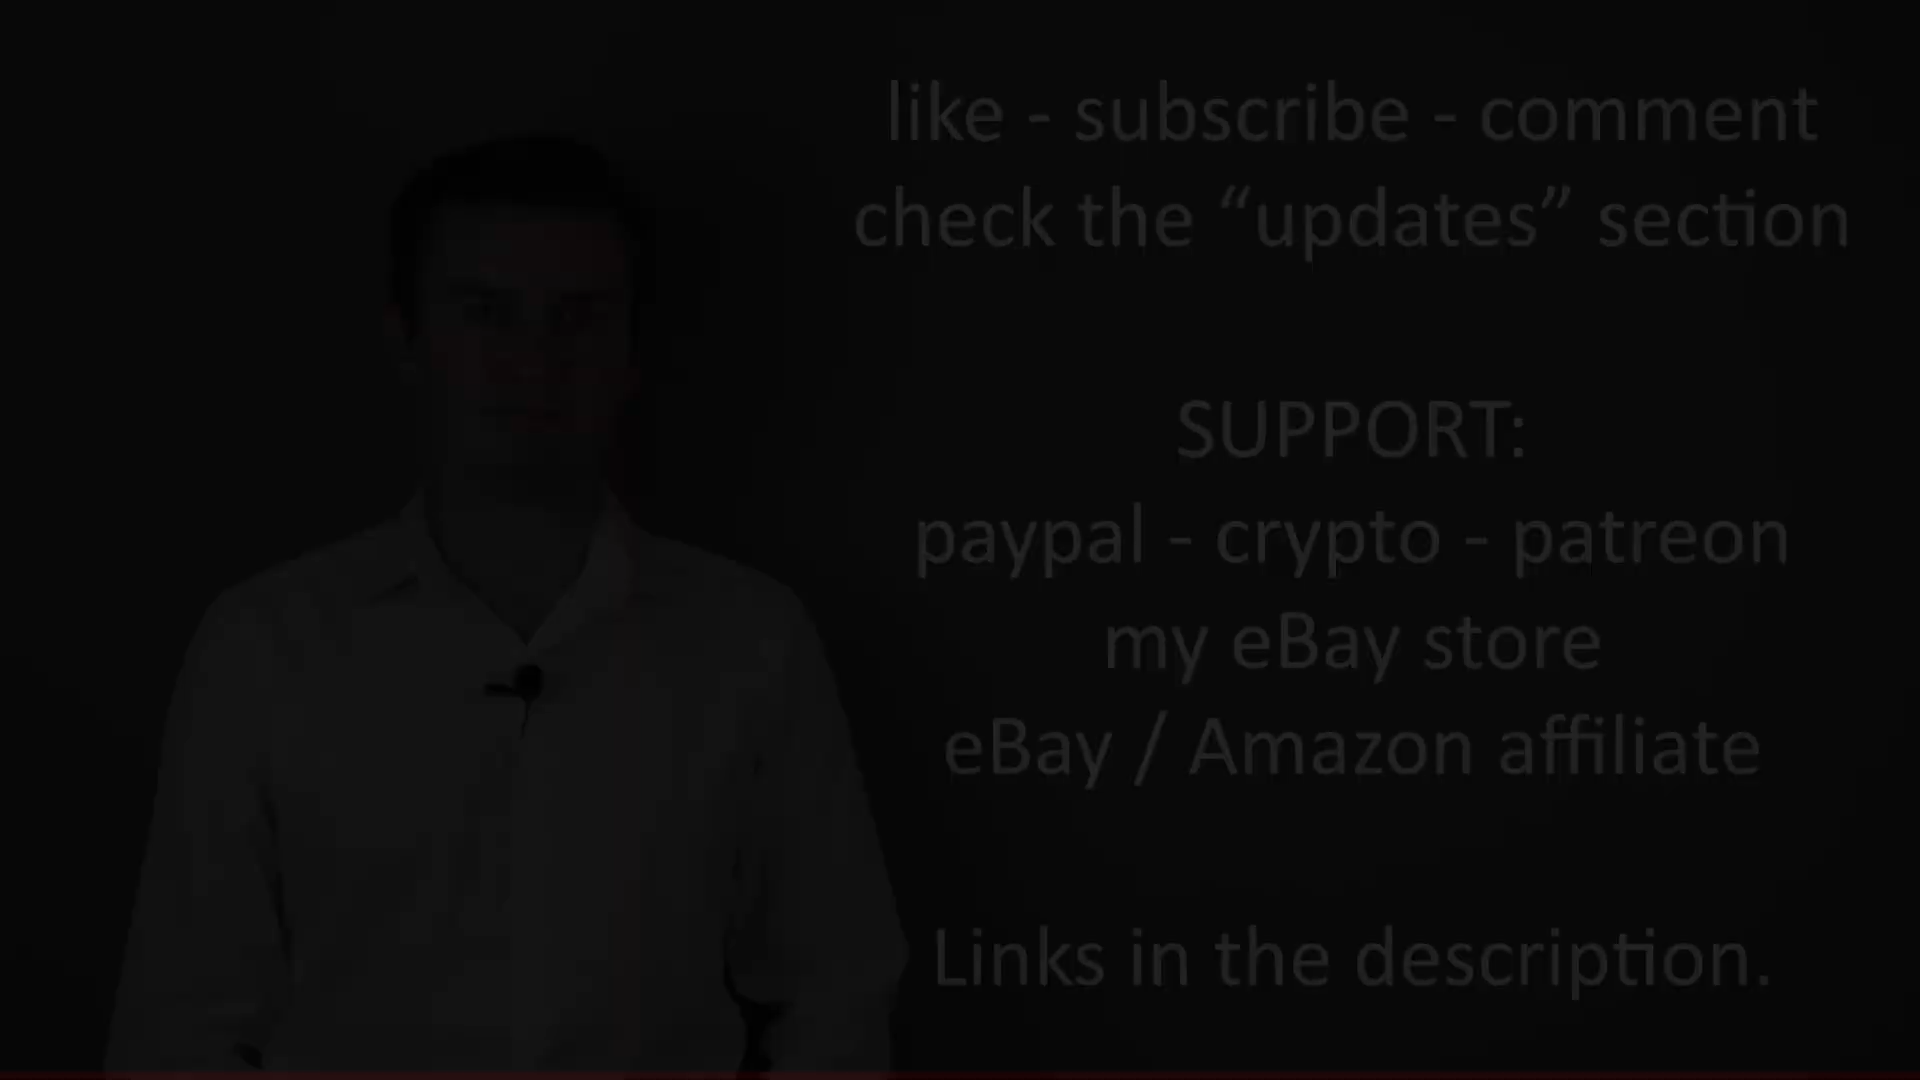 like - subscribe - comment
check the “updates” section
SUPPORT:
paypal - crypto - patreon
my eBay store
eBay / Amazon affiliate
Links in the description.